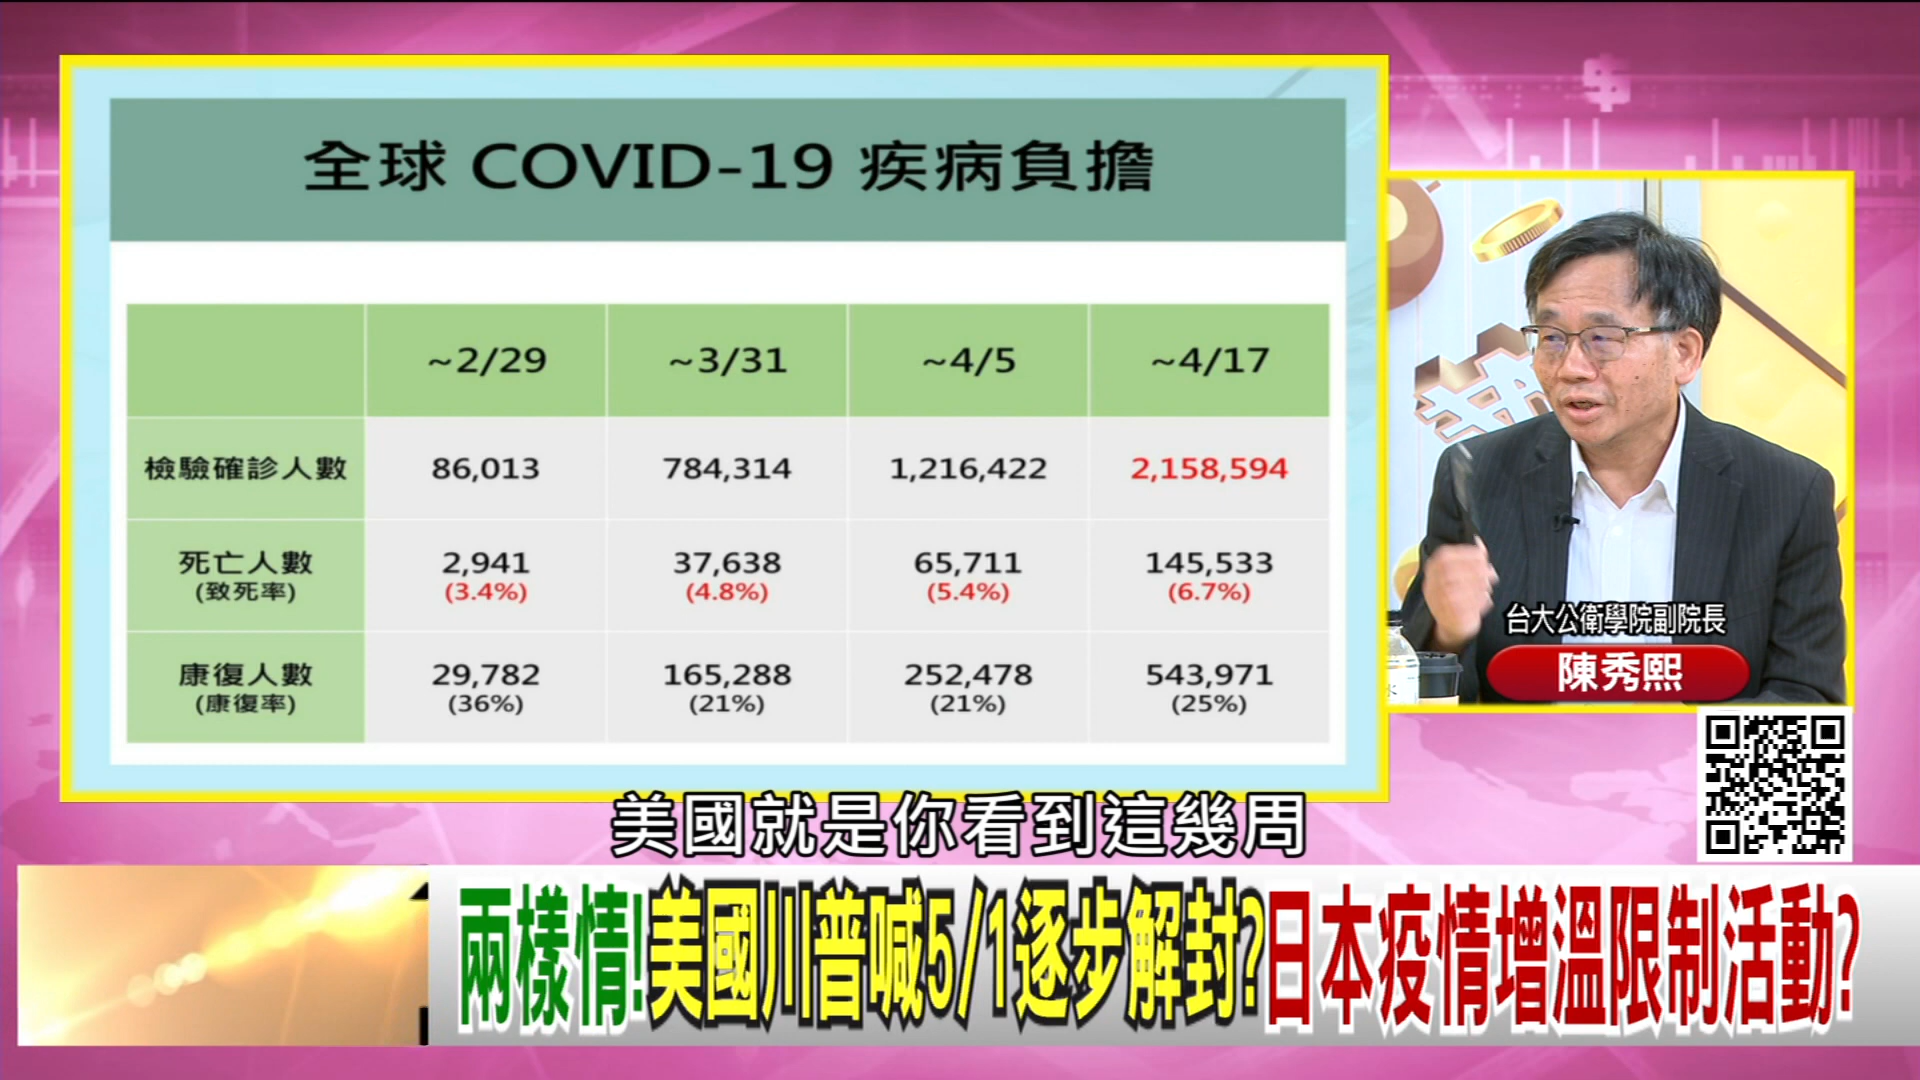 全球 COVID-19 疾病負擔
~2/29 ~3/31 ~4/5 ~4/17
檢驗確診人數 86,013 784,314 1,216,422 2,158,594
死亡人數 2,941 37,638 65,711 145,533
(致死率) (3.4%) (4.8%) (5.4%) (6.7%)
康復人數 29,782 165,288 252,478 543,971
(康復率) (36%) (21%) (21%) (25%)
台大公衛學院副院長
陳秀熙
水
美國就是你看到這幾周
兩樣情!美國川普喊5/1逐步解封?日本疫情增溫限制活動?